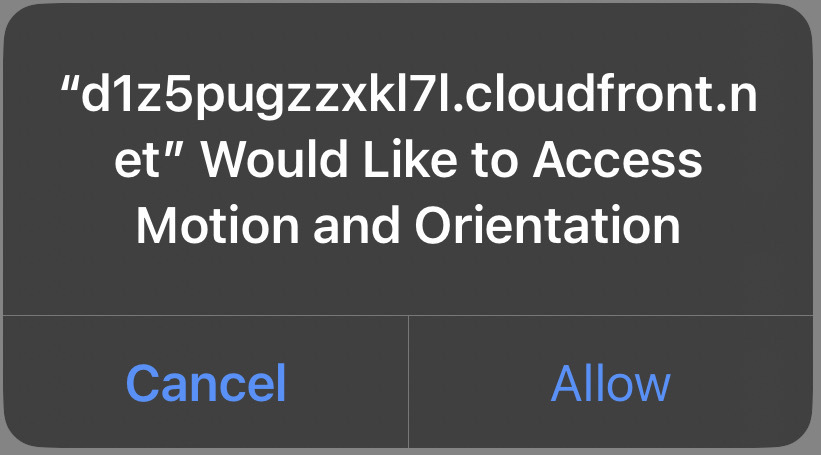 “d1z5pugzzxkl7l.cloudfront.n
et” Would Like to Access
Motion and Orientation
Cancel
Allow